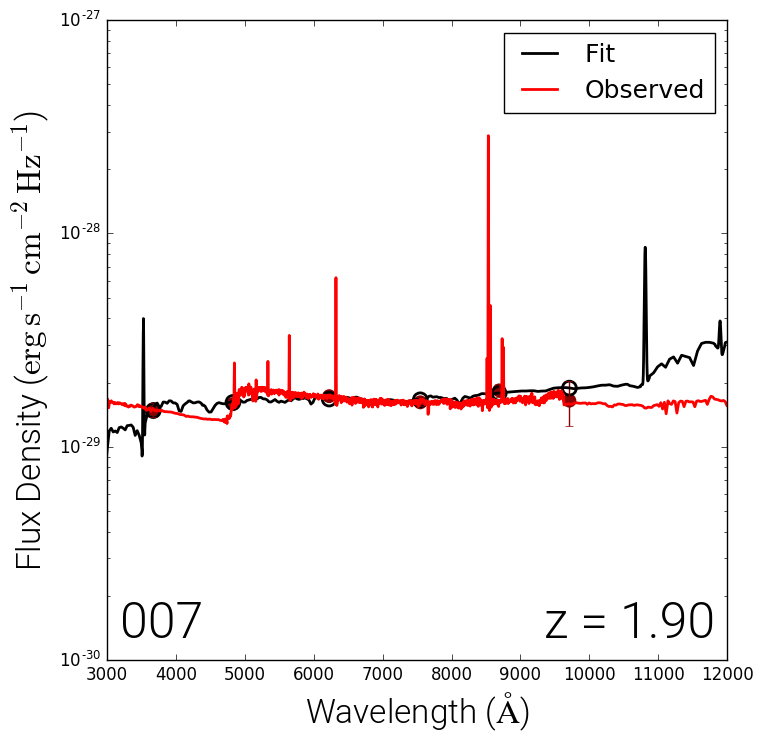 10^-27
10^-28
10^-29
10^-30
Flux Density (erg s^-1 cm^-2 Hz^-1)
Fit
Observed
007
z = 1.90
3000 4000 5000 6000 7000 8000 9000 10000 11000 12000
Wavelength (Å)